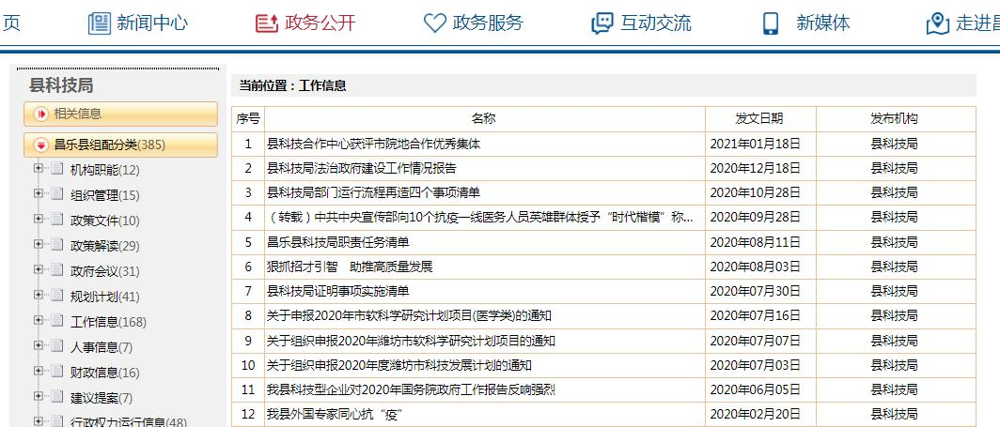 页 新闻中心 政务公开 政务服务 互动交流 新媒体 走进昌
县科技局
相关信息
昌乐县组配分类(385)
机构职能(12)
组织管理(15)
政策文件(10)
政策解读(29)
政府会议(31)
规划计划(41)
工作信息(168)
人事信息(7)
财政信息(16)
建议提案(7)
行政权力运行信息(48)
当前位置：工作信息
序号 名称 发文日期 发布机构
1 县科技合作中心获评市院地合作优秀集体 2021年01月18日 县科技局
2 县科技局法治政府建设工作情况报告 2020年12月18日 县科技局
3 县科技局部门运行流程再造四个事项清单 2020年10月28日 县科技局
4 （转载）中共中央宣传部向10个抗疫一线医务人员英雄群体授予“时代楷模”称... 2020年09月28日 县科技局
5 昌乐县科技局职责任务清单 2020年08月11日 县科技局
6 狠抓招才引智 助推高质量发展 2020年08月03日 县科技局
7 县科技局证明事项实施清单 2020年07月30日 县科技局
8 关于申报2020年市软科学研究计划项目(医学类)的通知 2020年07月16日 县科技局
9 关于组织申报2020年潍坊市软科学研究计划项目的通知 2020年07月07日 县科技局
10 关于组织申报2020年度潍坊市科技发展计划的通知 2020年07月03日 县科技局
11 我县科技型企业对2020年国务院政府工作报告反响强烈 2020年06月05日 县科技局
12 我县外国专家同心抗“疫” 2020年02月20日 县科技局